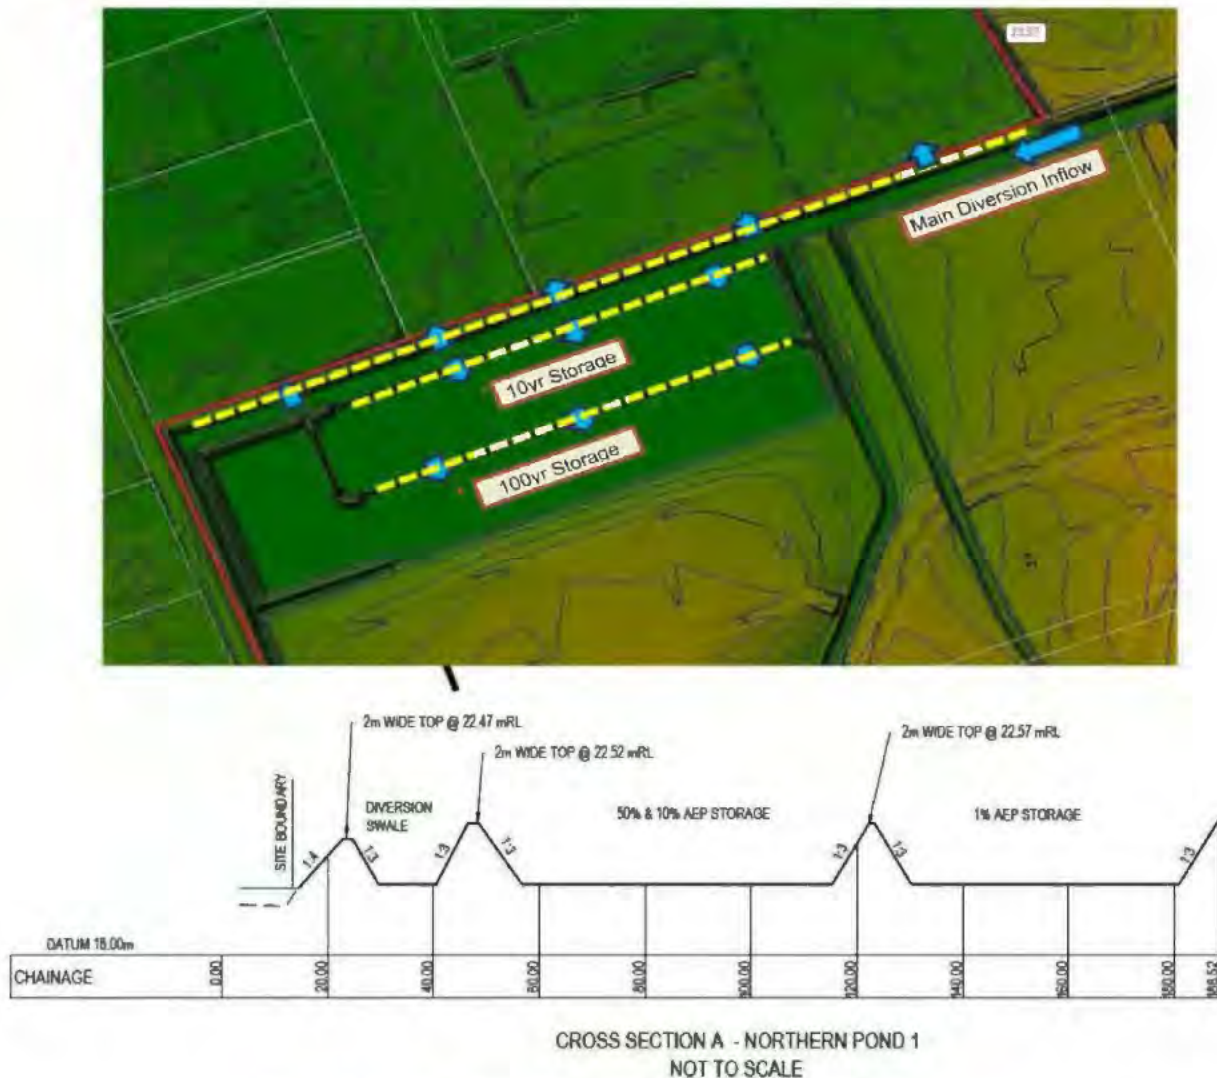 Main Diversion Inflow
10yr Storage
100yr Storage
2m WIDE TOP @ 22.47 mRL
2m WIDE TOP @ 22.52 mRL
2m WIDE TOP @ 22.57 mRL
SITE BOUNDARY
DIVERSION
SWALE
50% & 10% AEP STORAGE
1% AEP STORAGE
1:4
1:3
1:3
1:3
1:3
1:3
1:3
DATUM 18.00m
CHAINAGE
0.00
20.00
40.00
60.00
80.00
100.00
120.00
140.00
160.00
180.00
188.52
CROSS SECTION A - NORTHERN POND 1
NOT TO SCALE